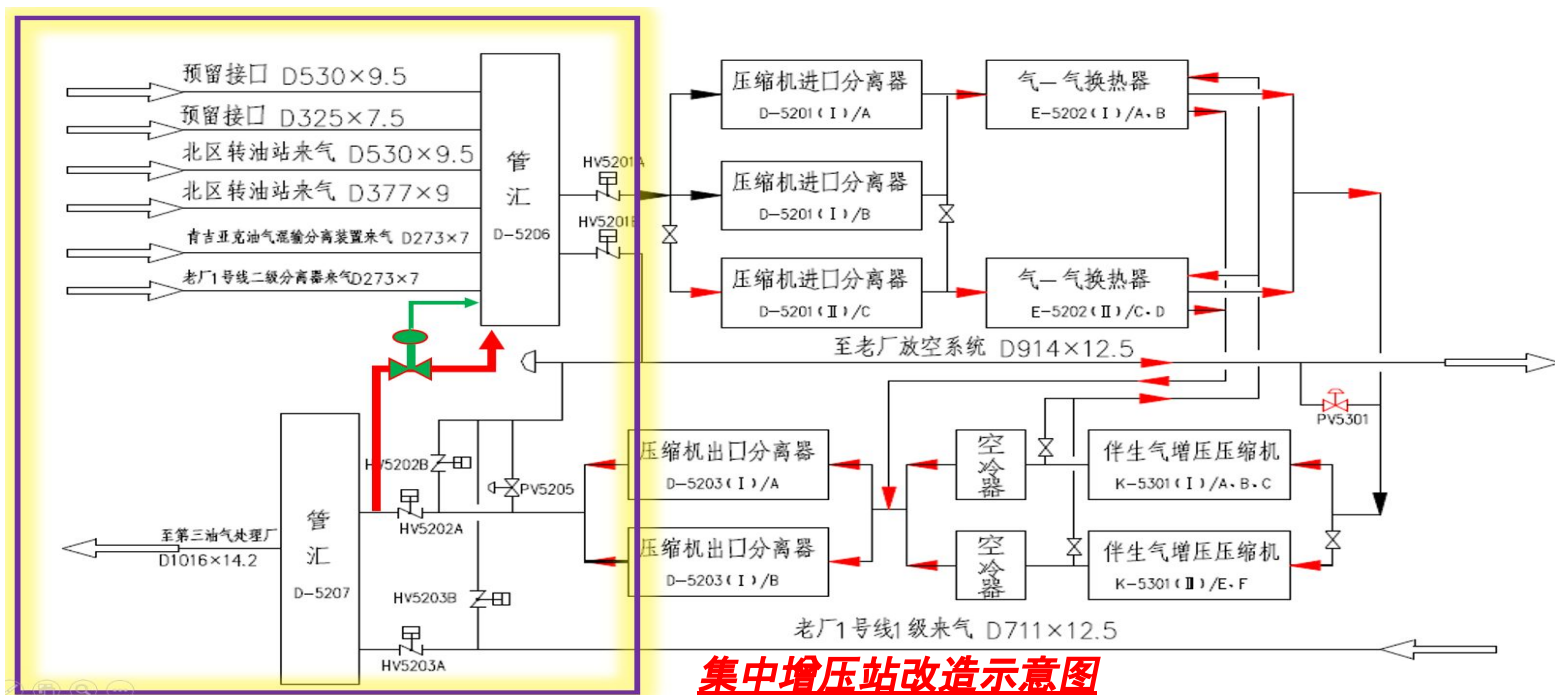 预留接口 D530×9.5
预留接口 D325×7.5
北区转油站来气 D530×9.5
北区转油站来气 D377×9
肯吉亚克油气混输分离装置来气 D273×7
老厂1号线二级分离器来气D273×7
管汇
D-5206
HV5201A
HV5201B
压缩机进口分离器
D-5201(Ⅰ)/A
压缩机进口分离器
D-5201(Ⅰ)/B
压缩机进口分离器
D-5201(Ⅱ)/C
气—气换热器
E-5202(Ⅰ)/A、B
气—气换热器
E-5202(Ⅱ)/C、D
至老厂放空系统 D914×12.5
PV5301
管汇
D-5207
至第三油气处理厂
D1016×14.2
HV5202B
HV5202A
PV5205
HV5203B
HV5203A
压缩机出口分离器
D-5203(Ⅰ)/A
压缩机出口分离器
D-5203(Ⅰ)/B
空冷器
空冷器
伴生气增压压缩机
K-5301(Ⅰ)/A、B、C
伴生气增压压缩机
K-5301(Ⅱ)/E、F
老厂1号线1级来气 D711×12.5
集中增压站改造示意图